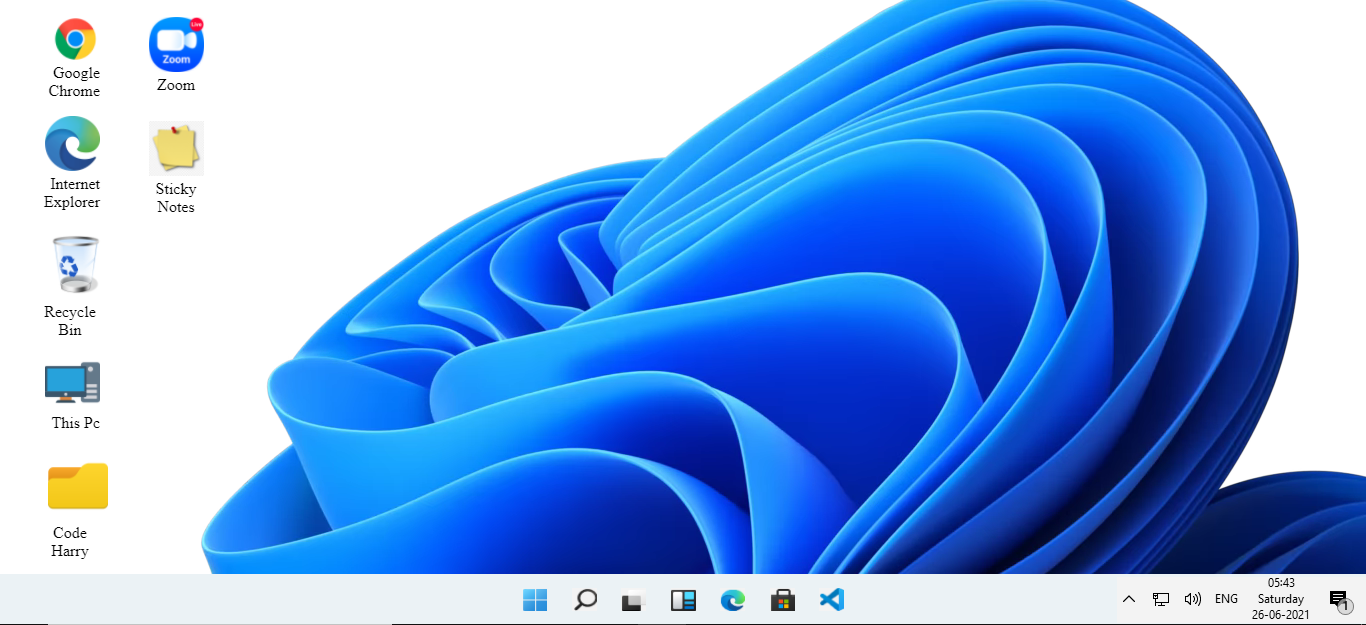 Google
Chrome
Live
Zoom
Zoom
Internet
Explorer
Sticky
Notes
Recycle
Bin
This Pc
Code
Harry
ENG
05:43
Saturday
26-06-2021
1